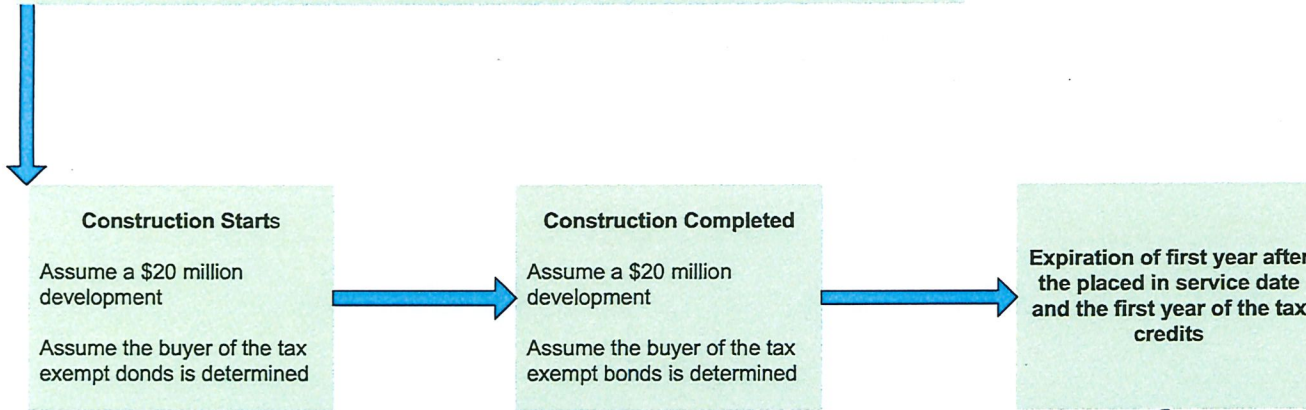 Construction Starts
Assume a $20 million
development
Assume the buyer of the tax
exempt donds is determined
Construction Completed
Assume a $20 million
development
Assume the buyer of the tax
exempt bonds is determined
Expiration of first year after
the placed in service date
and the first year of the tax
credits